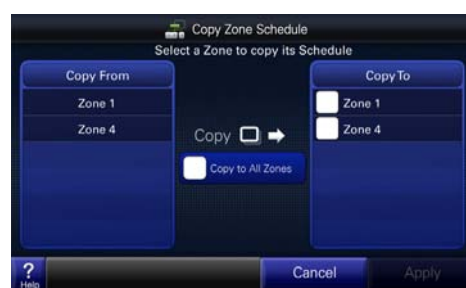 Copy Zone Schedule
Select a Zone to copy its Schedule
Copy From
Copy To
Zone 1
Zone 1
Zone 4
Zone 4
Copy
Copy to All Zones
?
Help
Cancel
Apply